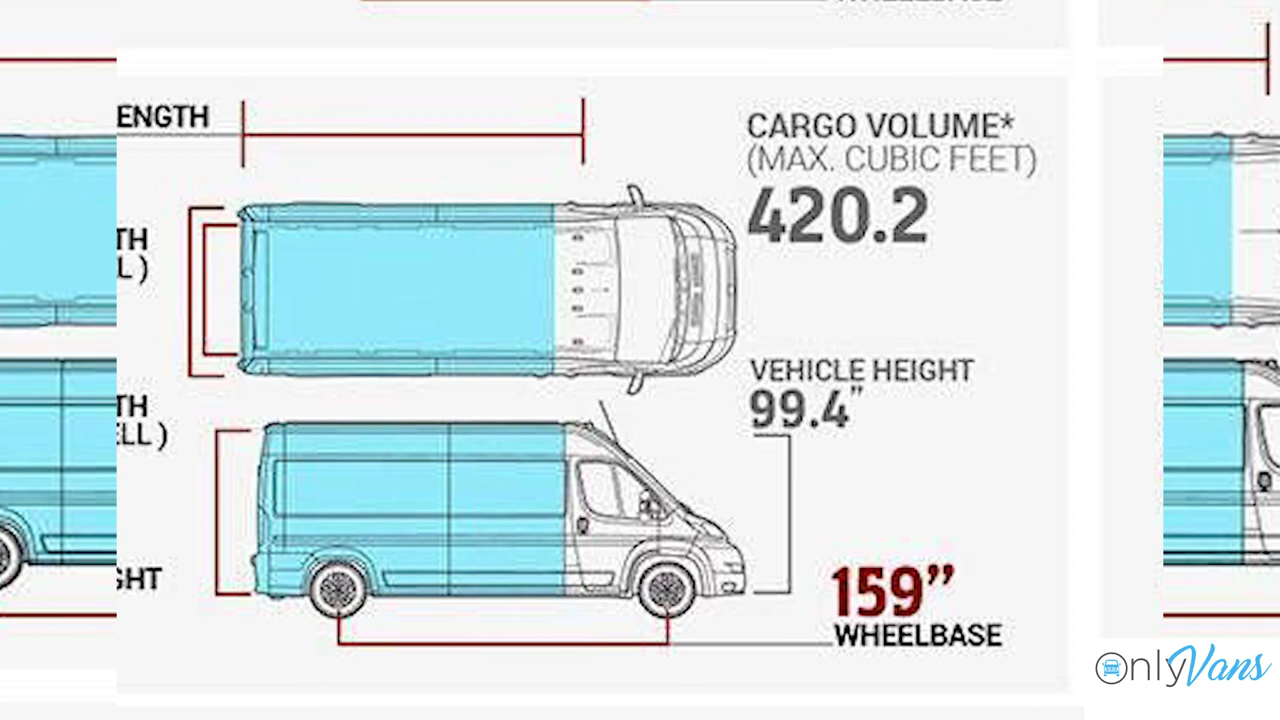 ENGTH
CARGO VOLUME*
(MAX. CUBIC FEET)
420.2
TH
L)
VEHICLE HEIGHT
99.4"
TH
ELL)
GHT
159"
WHEELBASE
OnlyVans